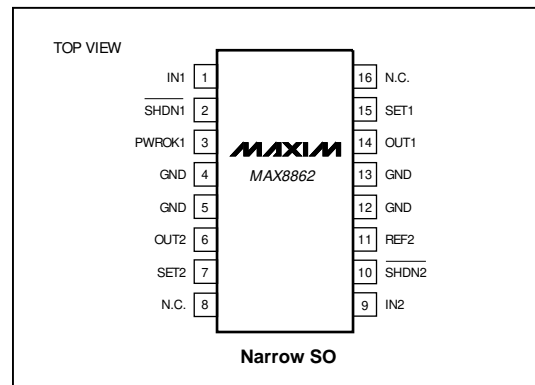 TOP VIEW
IN1 1
SHDN1 2
PWROK1 3
GND 4
GND 5
OUT2 6
SET2 7
N.C. 8
MAXIM
MAX8862
16 N.C.
15 SET1
14 OUT1
13 GND
12 GND
11 REF2
10 SHDN2
9 IN2
Narrow SO